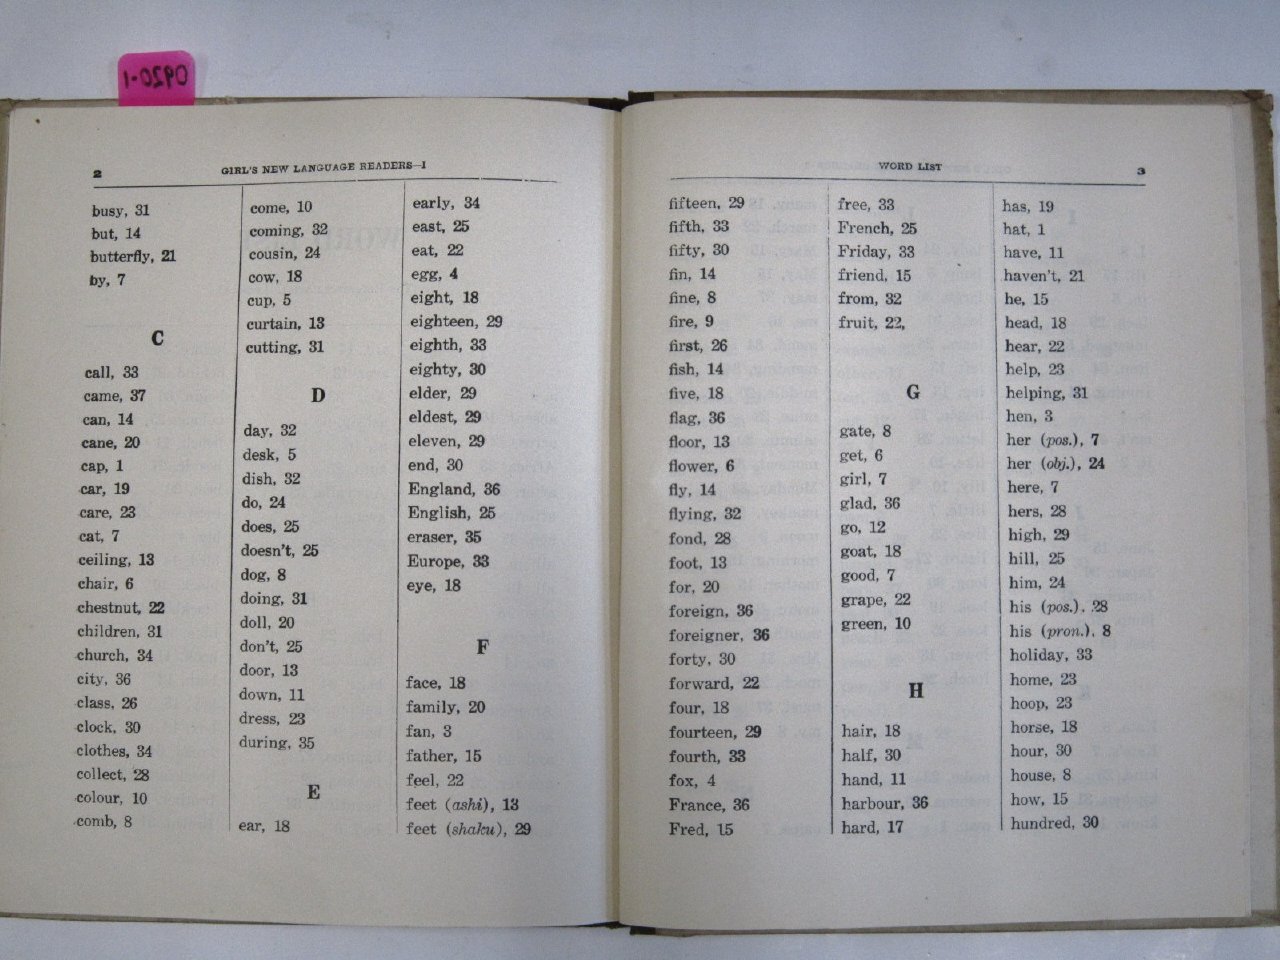 0920-1
2
GIRL'S NEW LANGUAGE READERS—I
busy, 31
but, 14
butterfly, 21
by, 7
C
call, 33
came, 37
can, 14
cane, 20
cap, 1
car, 19
care, 23
cat, 7
ceiling, 13
chair, 6
chestnut, 22
children, 31
church, 34
city, 36
class, 26
clock, 30
clothes, 34
collect, 28
colour, 10
comb, 8
come, 10
coming, 32
cousin, 24
cow, 18
cup, 5
curtain, 13
cutting, 31
D
day, 32
desk, 5
dish, 32
do, 24
does, 25
doesn't, 25
dog, 8
doing, 31
doll, 20
don't, 25
door, 13
down, 11
dress, 23
during, 35
E
ear, 18
early, 34
east, 25
eat, 22
egg, 4
eight, 18
eighteen, 29
eighth, 33
eighty, 30
elder, 29
eldest, 29
eleven, 29
end, 30
England, 36
English, 25
eraser, 35
Europe, 33
eye, 18
F
face, 18
family, 20
fan, 3
father, 15
feel, 22
feet (ashi), 13
feet (shaku), 29
WORD LIST
3
fifteen, 29
fifth, 33
fifty, 30
fin, 14
fine, 8
fire, 9
first, 26
fish, 14
five, 18
flag, 36
floor, 13
flower, 6
fly, 14
flying, 32
fond, 28
foot, 13
for, 20
foreign, 36
foreigner, 36
forty, 30
forward, 22
four, 18
fourteen, 29
fourth, 33
fox, 4
France, 36
Fred, 15
free, 33
French, 25
Friday, 33
friend, 15
from, 32
fruit, 22,
G
gate, 8
get, 6
girl, 7
glad, 36
go, 12
goat, 18
good, 7
grape, 22
green, 10
H
hair, 18
half, 30
hand, 11
harbour, 36
hard, 17
has, 19
hat, 1
have, 11
haven't, 21
he, 15
head, 18
hear, 22
help, 23
helping, 31
hen, 3
her (pos.), 7
her (obj.), 24
here, 7
hers, 28
high, 29
hill, 25
him, 24
his (pos.), 28
his (pron.), 8
holiday, 33
home, 23
hoop, 23
horse, 18
hour, 30
house, 8
how, 15
hundred, 30